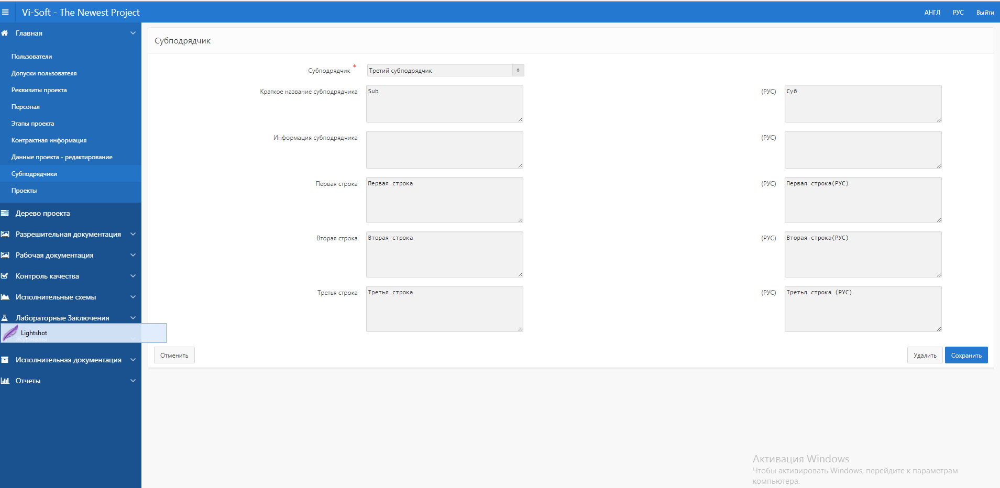 Vi-Soft - The Newest Project
АНГЛ
РУС
Выйти
Главная
Пользователи
Допуски пользователя
Реквизиты проекта
Персонал
Этапы проекта
Контрактная информация
Данные проекта - редактирование
Субподрядчики
Проекты
Дерево проекта
Разрешительная документация
Рабочая документация
Контроль качества
Исполнительные схемы
Лабораторные Заключения
Lightshot
Журналы
Исполнительная документация
Отчеты
Субподрядчик
Субподрядчик *
Третий субподрядчик
Краткое название субподрядчика
Sub
(РУС)
Суб
Информация субподрядчика
(РУС)
Первая строка
Первая строка
(РУС)
Первая строка(РУС)
Вторая строка
Вторая строка
(РУС)
Вторая строка(РУС)
Третья строка
Третья строка
(РУС)
Третья строка (РУС)
Отменить
Удалить
Сохранить
Активация Windows
Чтобы активировать Windows, перейдите к параметрам
компьютера.